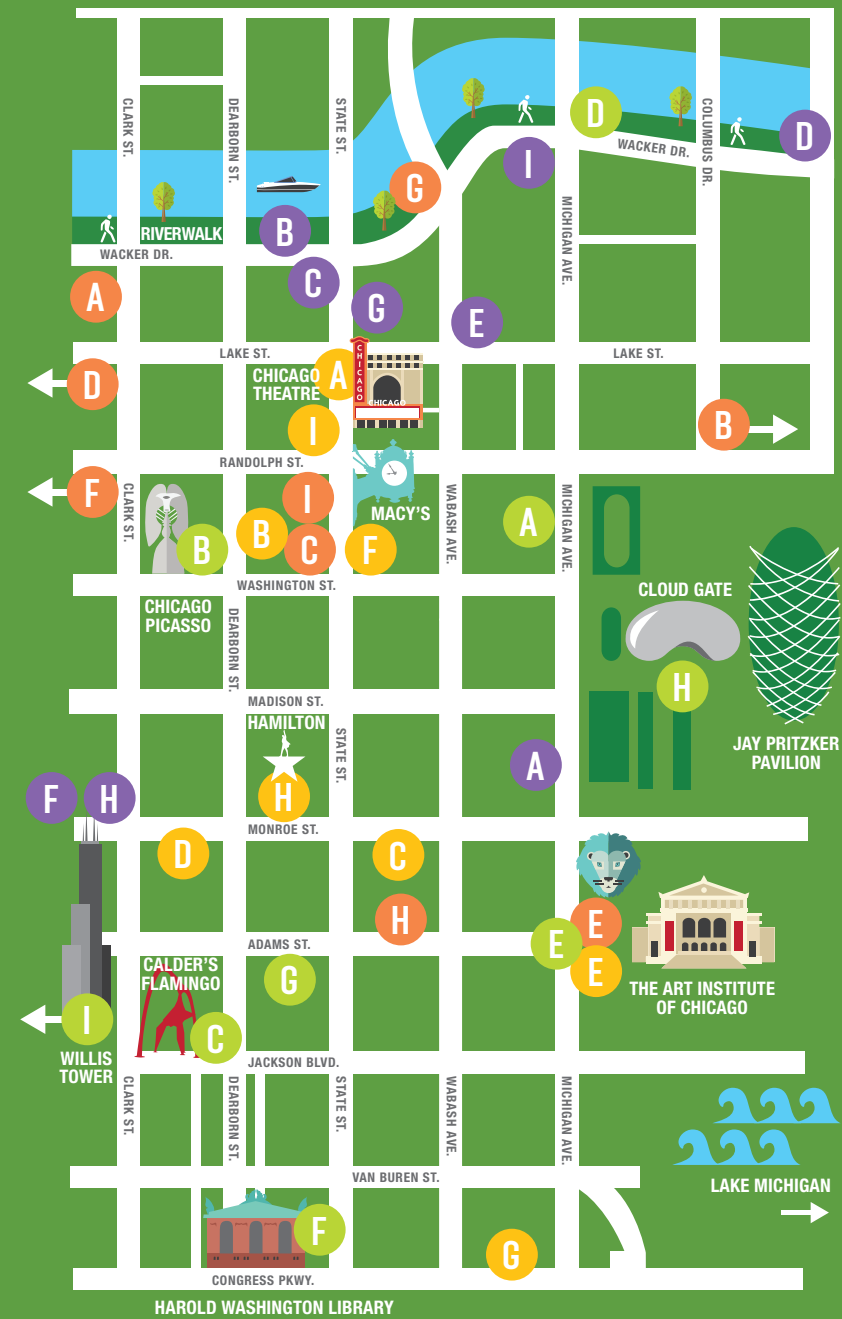 CLARK ST.
DEARBORN ST.
STATE ST.
COLUMBUS DR.
D
D
WACKER DR.
I
G
MICHIGAN AVE.
B
RIVERWALK
WACKER DR.
C
A
G
E
LAKE ST.
LAKE ST.
CHICAGO
THEATRE
A
CHICAGO
CHICAGO
D
I
B
RANDOLPH ST.
F
CLARK ST.
I
MACY'S
WABASH AVE.
A
MICHIGAN AVE.
B
B
C
F
WASHINGTON ST.
CLOUD GATE
CHICAGO
PICASSO
DEARBORN ST.
H
MADISON ST.
HAMILTON
STATE ST.
JAY PRITZKER
PAVILION
A
F
H
H
MONROE ST.
D
C
H
E
E
E
ADAMS ST.
CALDER'S
FLAMINGO
G
THE ART INSTITUTE
OF CHICAGO
I
C
WILLIS
TOWER
JACKSON BLVD.
CLARK ST.
DEARBORN ST.
STATE ST.
WABASH AVE.
MICHIGAN AVE.
VAN BUREN ST.
LAKE MICHIGAN
F
G
CONGRESS PKWY.
HAROLD WASHINGTON LIBRARY